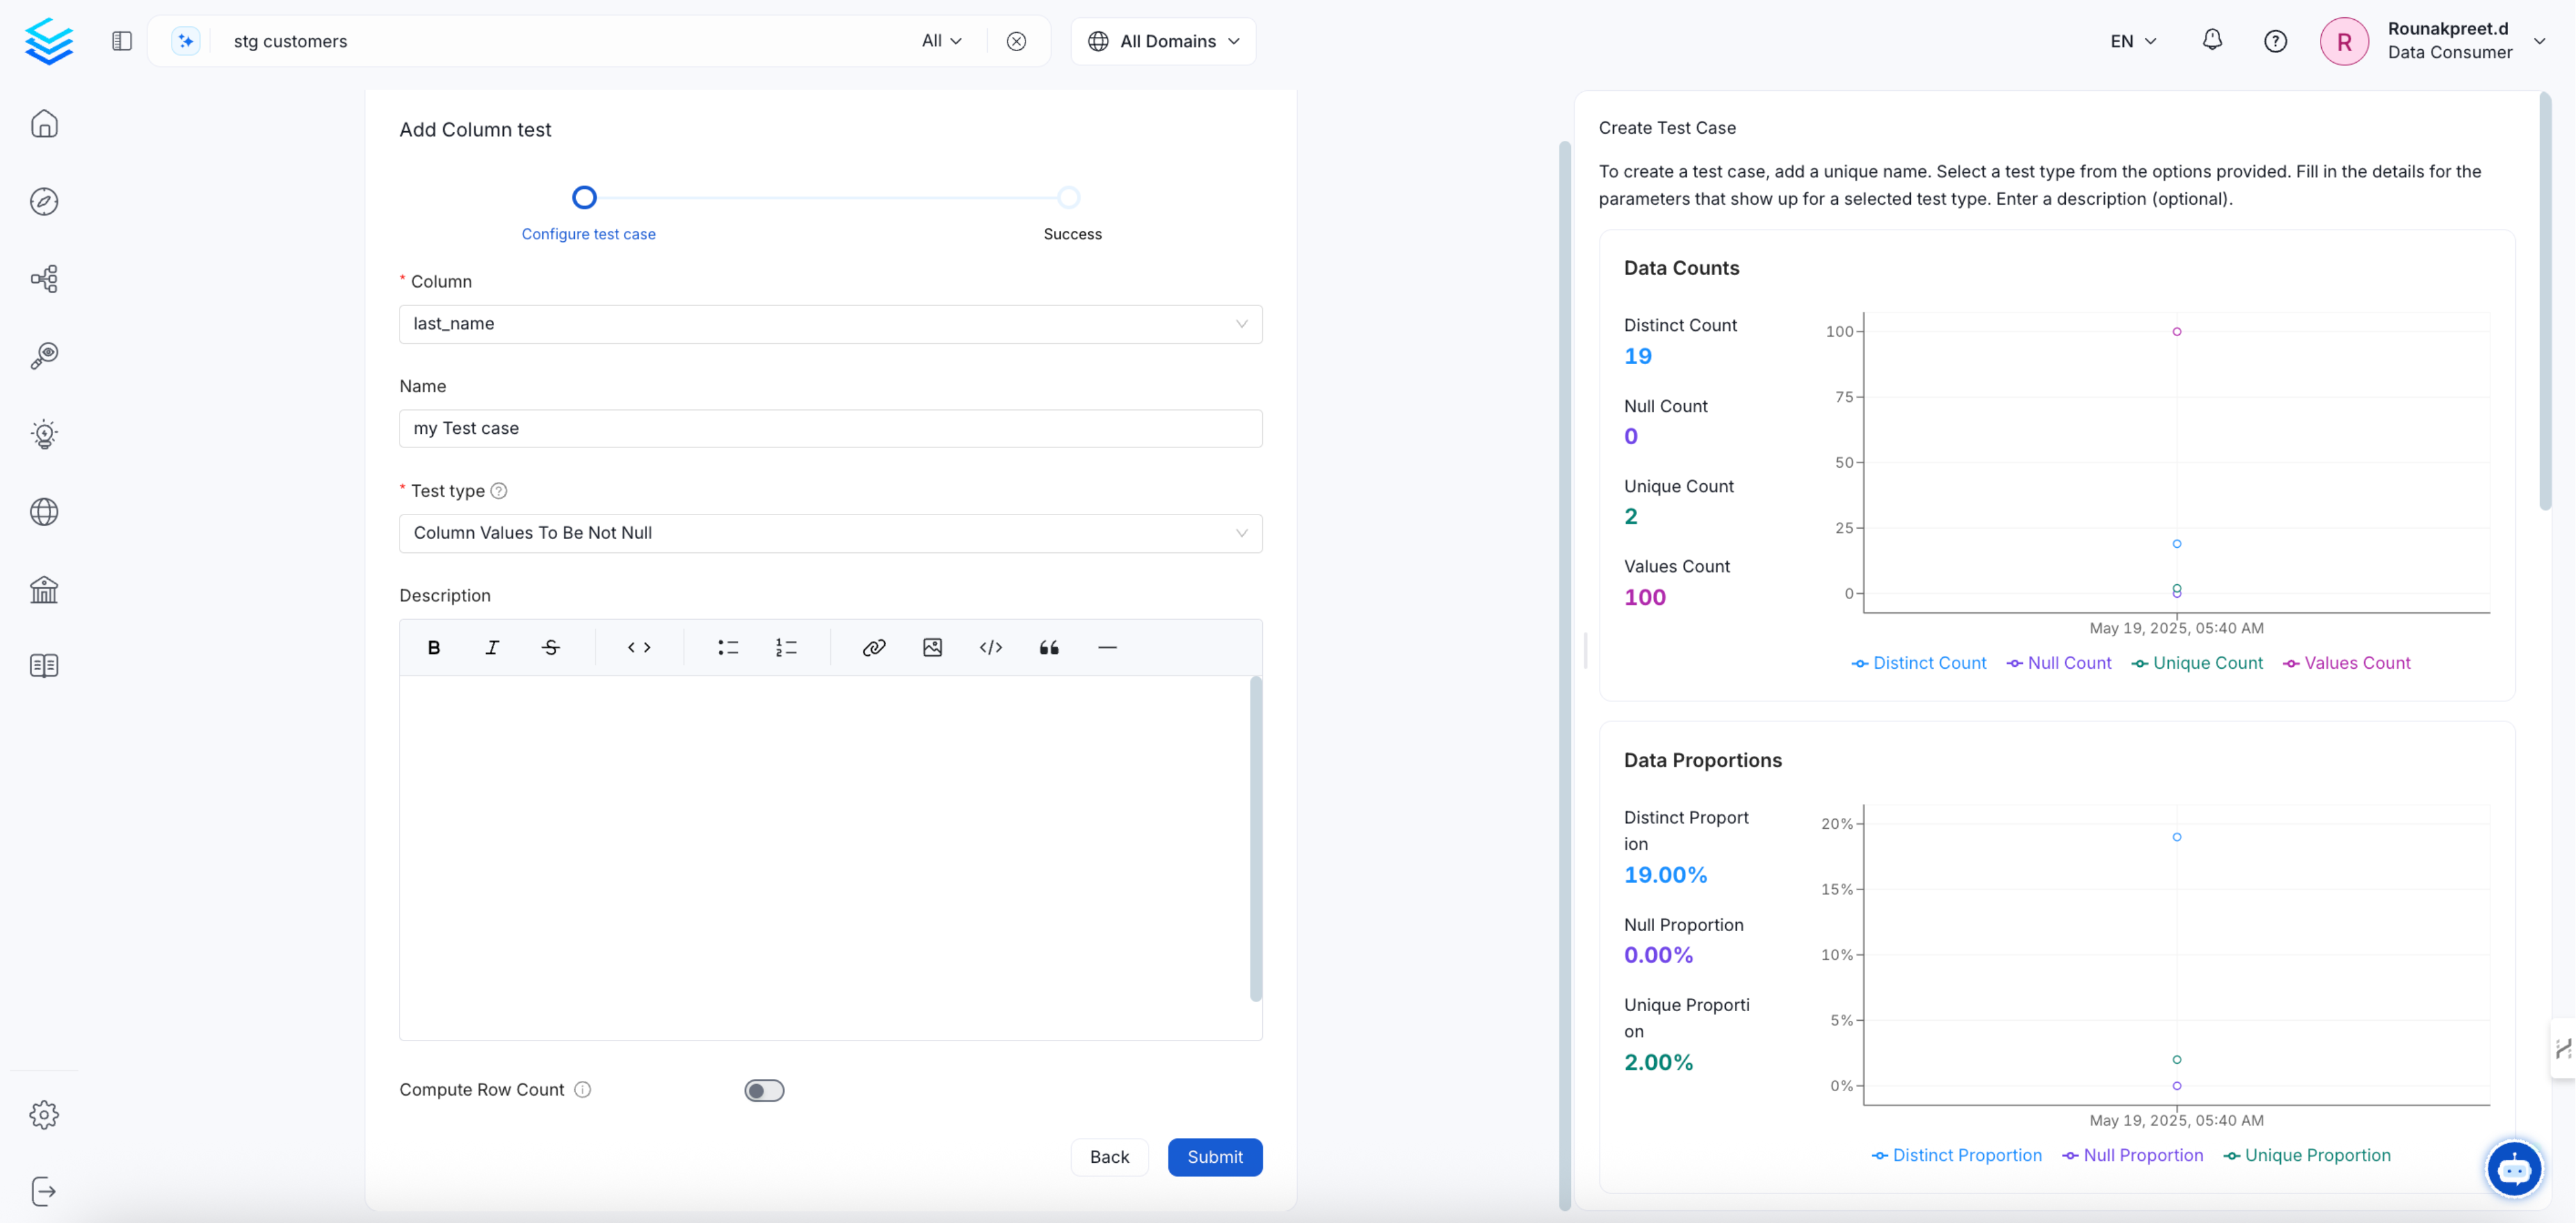 stg customers
All
All Domains
EN
R
Rounakpreet.d
Data Consumer
Add Column test
Configure test case
Success
* Column
last_name
Name
my Test case
* Test type
Column Values To Be Not Null
Description
Compute Row Count
Back
Submit
Create Test Case
To create a test case, add a unique name. Select a test type from the options provided. Fill in the details for the
parameters that show up for a selected test type. Enter a description (optional).
Data Counts
Distinct Count
19
Null Count
0
Unique Count
2
Values Count
100
100
75
50
25
0
May 19, 2025, 05:40 AM
Distinct Count
Null Count
Unique Count
Values Count
Data Proportions
Distinct Proport
ion
19.00%
Null Proportion
0.00%
Unique Proporti
on
2.00%
20%
15%
10%
5%
0%
May 19, 2025, 05:40 AM
Distinct Proportion
Null Proportion
Unique Proportion